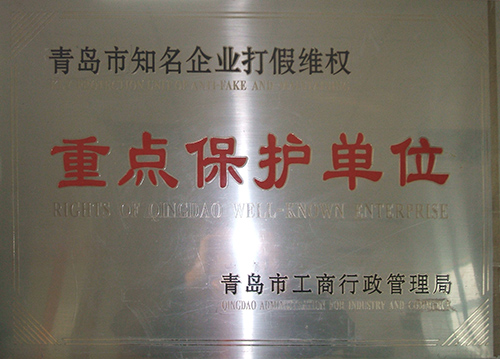 青岛市知名企业打假维权
ANTI-FAKE AND
重点保护单位
RIGHTS OF QINGDAO WELL-KNOWN ENTERPRISE
青岛市工商行政管理局
QINGDAO ADMINISTRATION FOR INDUSTRY AND COMMERCE